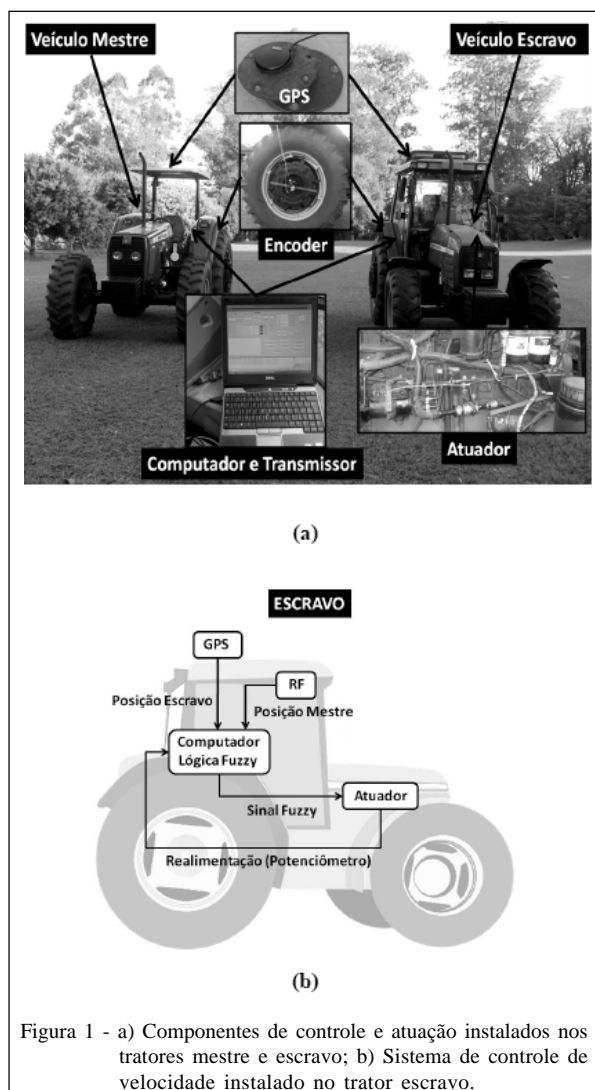 Veículo Mestre
Veículo Escravo
GPS
Encoder
Computador e Transmissor
Atuador
(a)
ESCRAVO
GPS
RF
Posição Escravo
Posição Mestre
Computador
Lógica Fuzzy
Atuador
Sinal Fuzzy
Realimentação (Potenciômetro)
(b)
Figura 1 - a) Componentes de controle e atuação instalados nos
tratores mestre e escravo; b) Sistema de controle de
velocidade instalado no trator escravo.